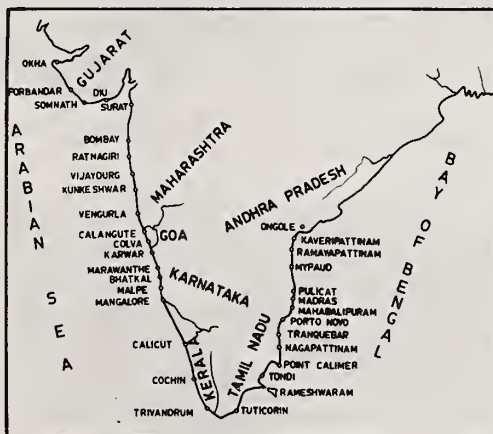 OKHA
GUJARAT
PORBANDAR
SOMNATH
DIU
SURAT
ARABIAN SEA
BOMBAY
RATNAGIRI
VIJAYDURG
KUNKESHWAR
MAHARASHTRA
VENGURLA
CALANGUTE
GOA
COLVA
KARWAR
MARAWANTHE
BHATKAL
MALPE
MANGALORE
KARNATAKA
CALICUT
KERALA
COCHIN
TRIVANDRUM
TAMIL NADU
TUTICORIN
ANDHRA PRADESH
BAY OF BENGAL
ONGOLE
KAVERIPATTINAM
RAMAYAPATTINAM
MYPAUD
PULICAT
MADRAS
MAHABALIPURAM
PORTO NOVO
TRANQUEBAR
NAGAPATTINAM
POINT CALIMER
TONDI
RAMESHWARAM